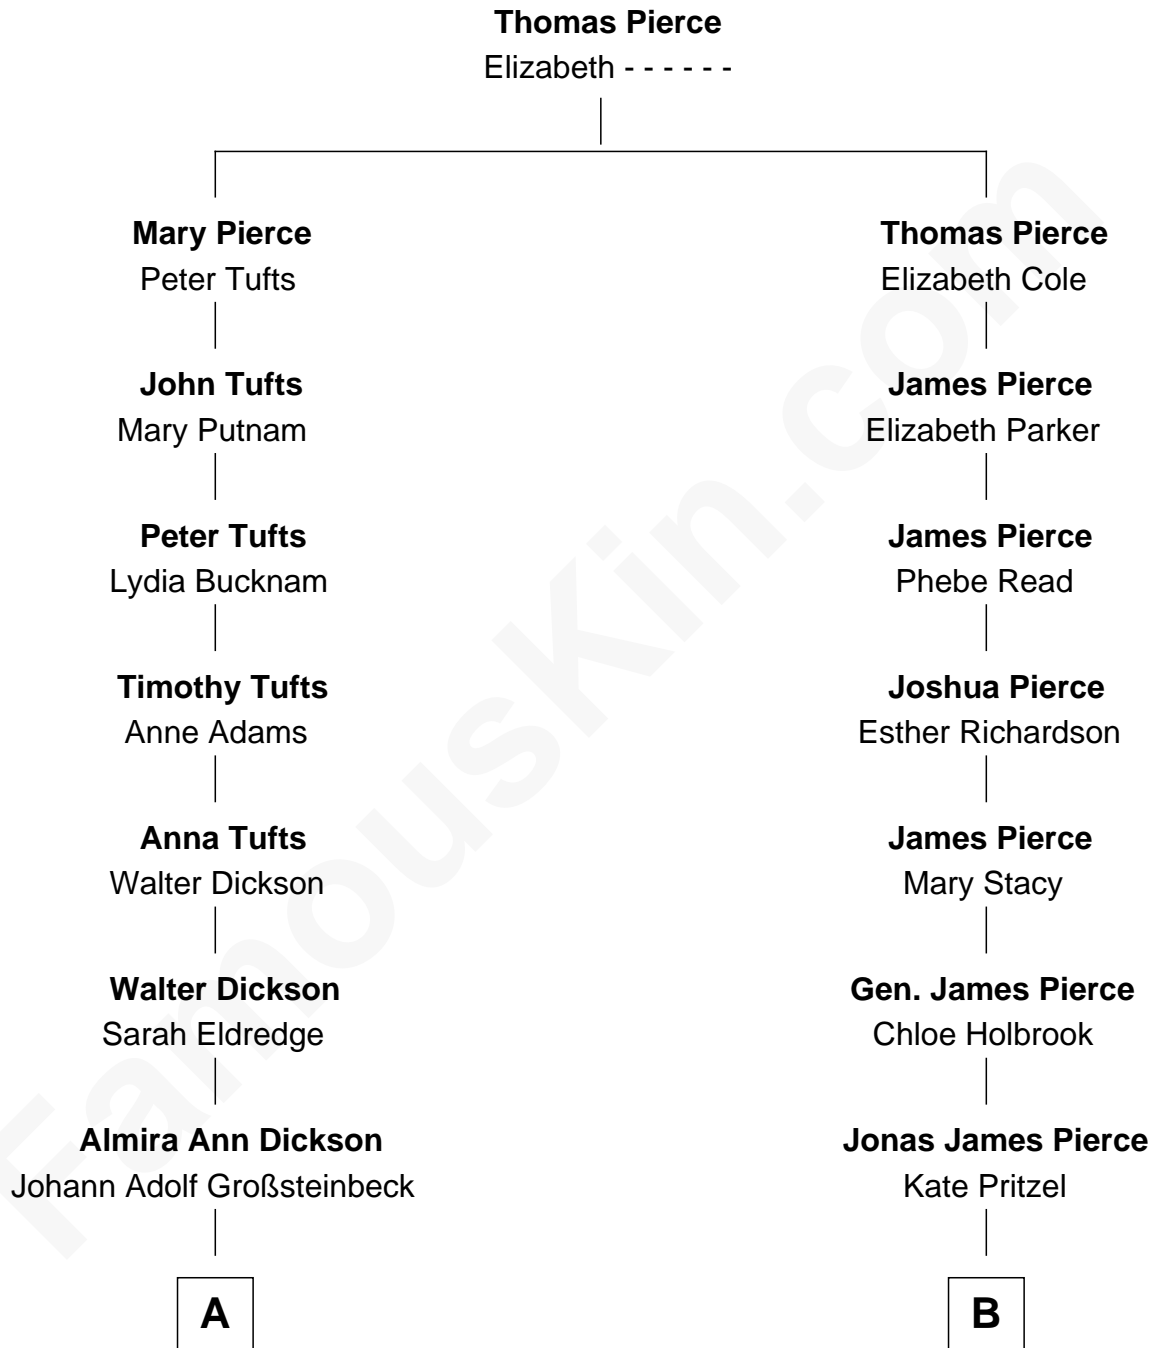 Thomas Pierce
Elizabeth - - - - - -
Mary Pierce
Peter Tufts
John Tufts
Mary Putnam
Peter Tufts
Lydia Bucknam
Timothy Tufts
Anne Adams
Anna Tufts
Walter Dickson
Walter Dickson
Sarah Eldredge
Almira Ann Dickson
Johann Adolf Großsteinbeck
A
Thomas Pierce
Elizabeth Cole
James Pierce
Elizabeth Parker
James Pierce
Phebe Read
Joshua Pierce
Esther Richardson
James Pierce
Mary Stacy
Gen. James Pierce
Chloe Holbrook
Jonas James Pierce
Kate Pritzel
B
FamousKin.com